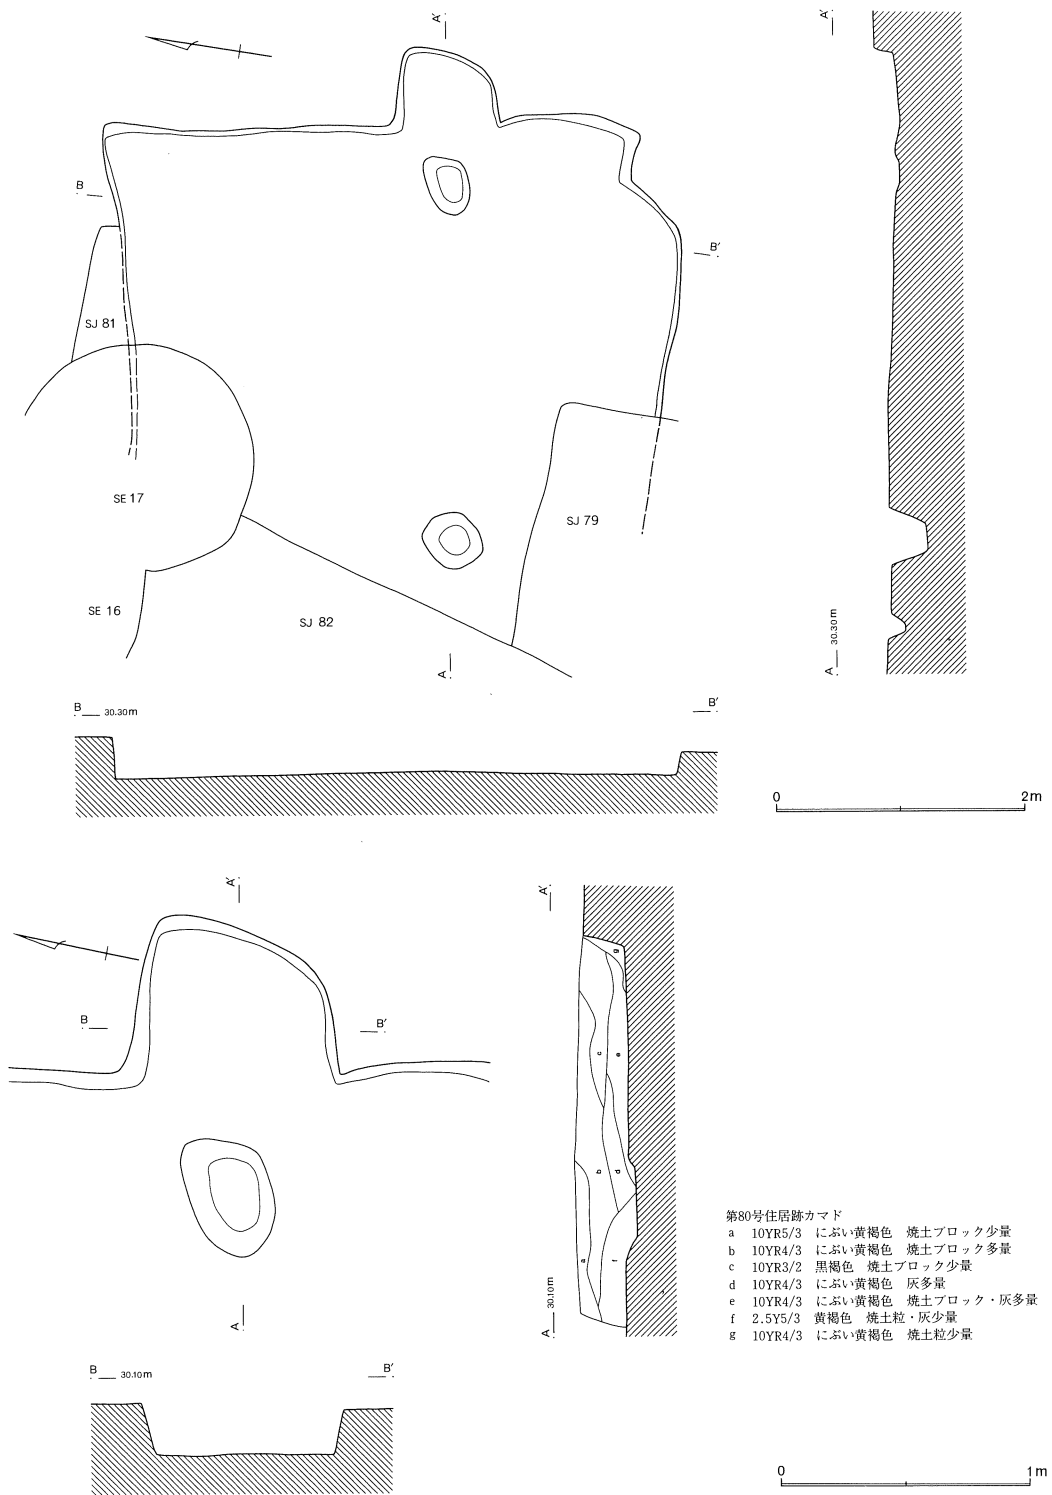 A′
A′
B
B′
SJ 81
SE 17
SJ 79
SE 16
SJ 82
A
A 30.30m
B 30.30m
B′
0 2m
A′
A′
B
B′
g
c
e
b
d
a
f
A
A 30.10m
第80号住居跡カマド
a 10YR5/3 にぶい黄褐色 焼土ブロック少量
b 10YR4/3 にぶい黄褐色 焼土ブロック多量
c 10YR3/2 黒褐色 焼土ブロック少量
d 10YR4/3 にぶい黄褐色 灰多量
e 10YR4/3 にぶい黄褐色 焼土ブロック・灰多量
f 2.5Y5/3 黄褐色 焼土粒・灰少量
g 10YR4/3 にぶい黄褐色 焼土粒少量
B 30.10m
B′
0 1m